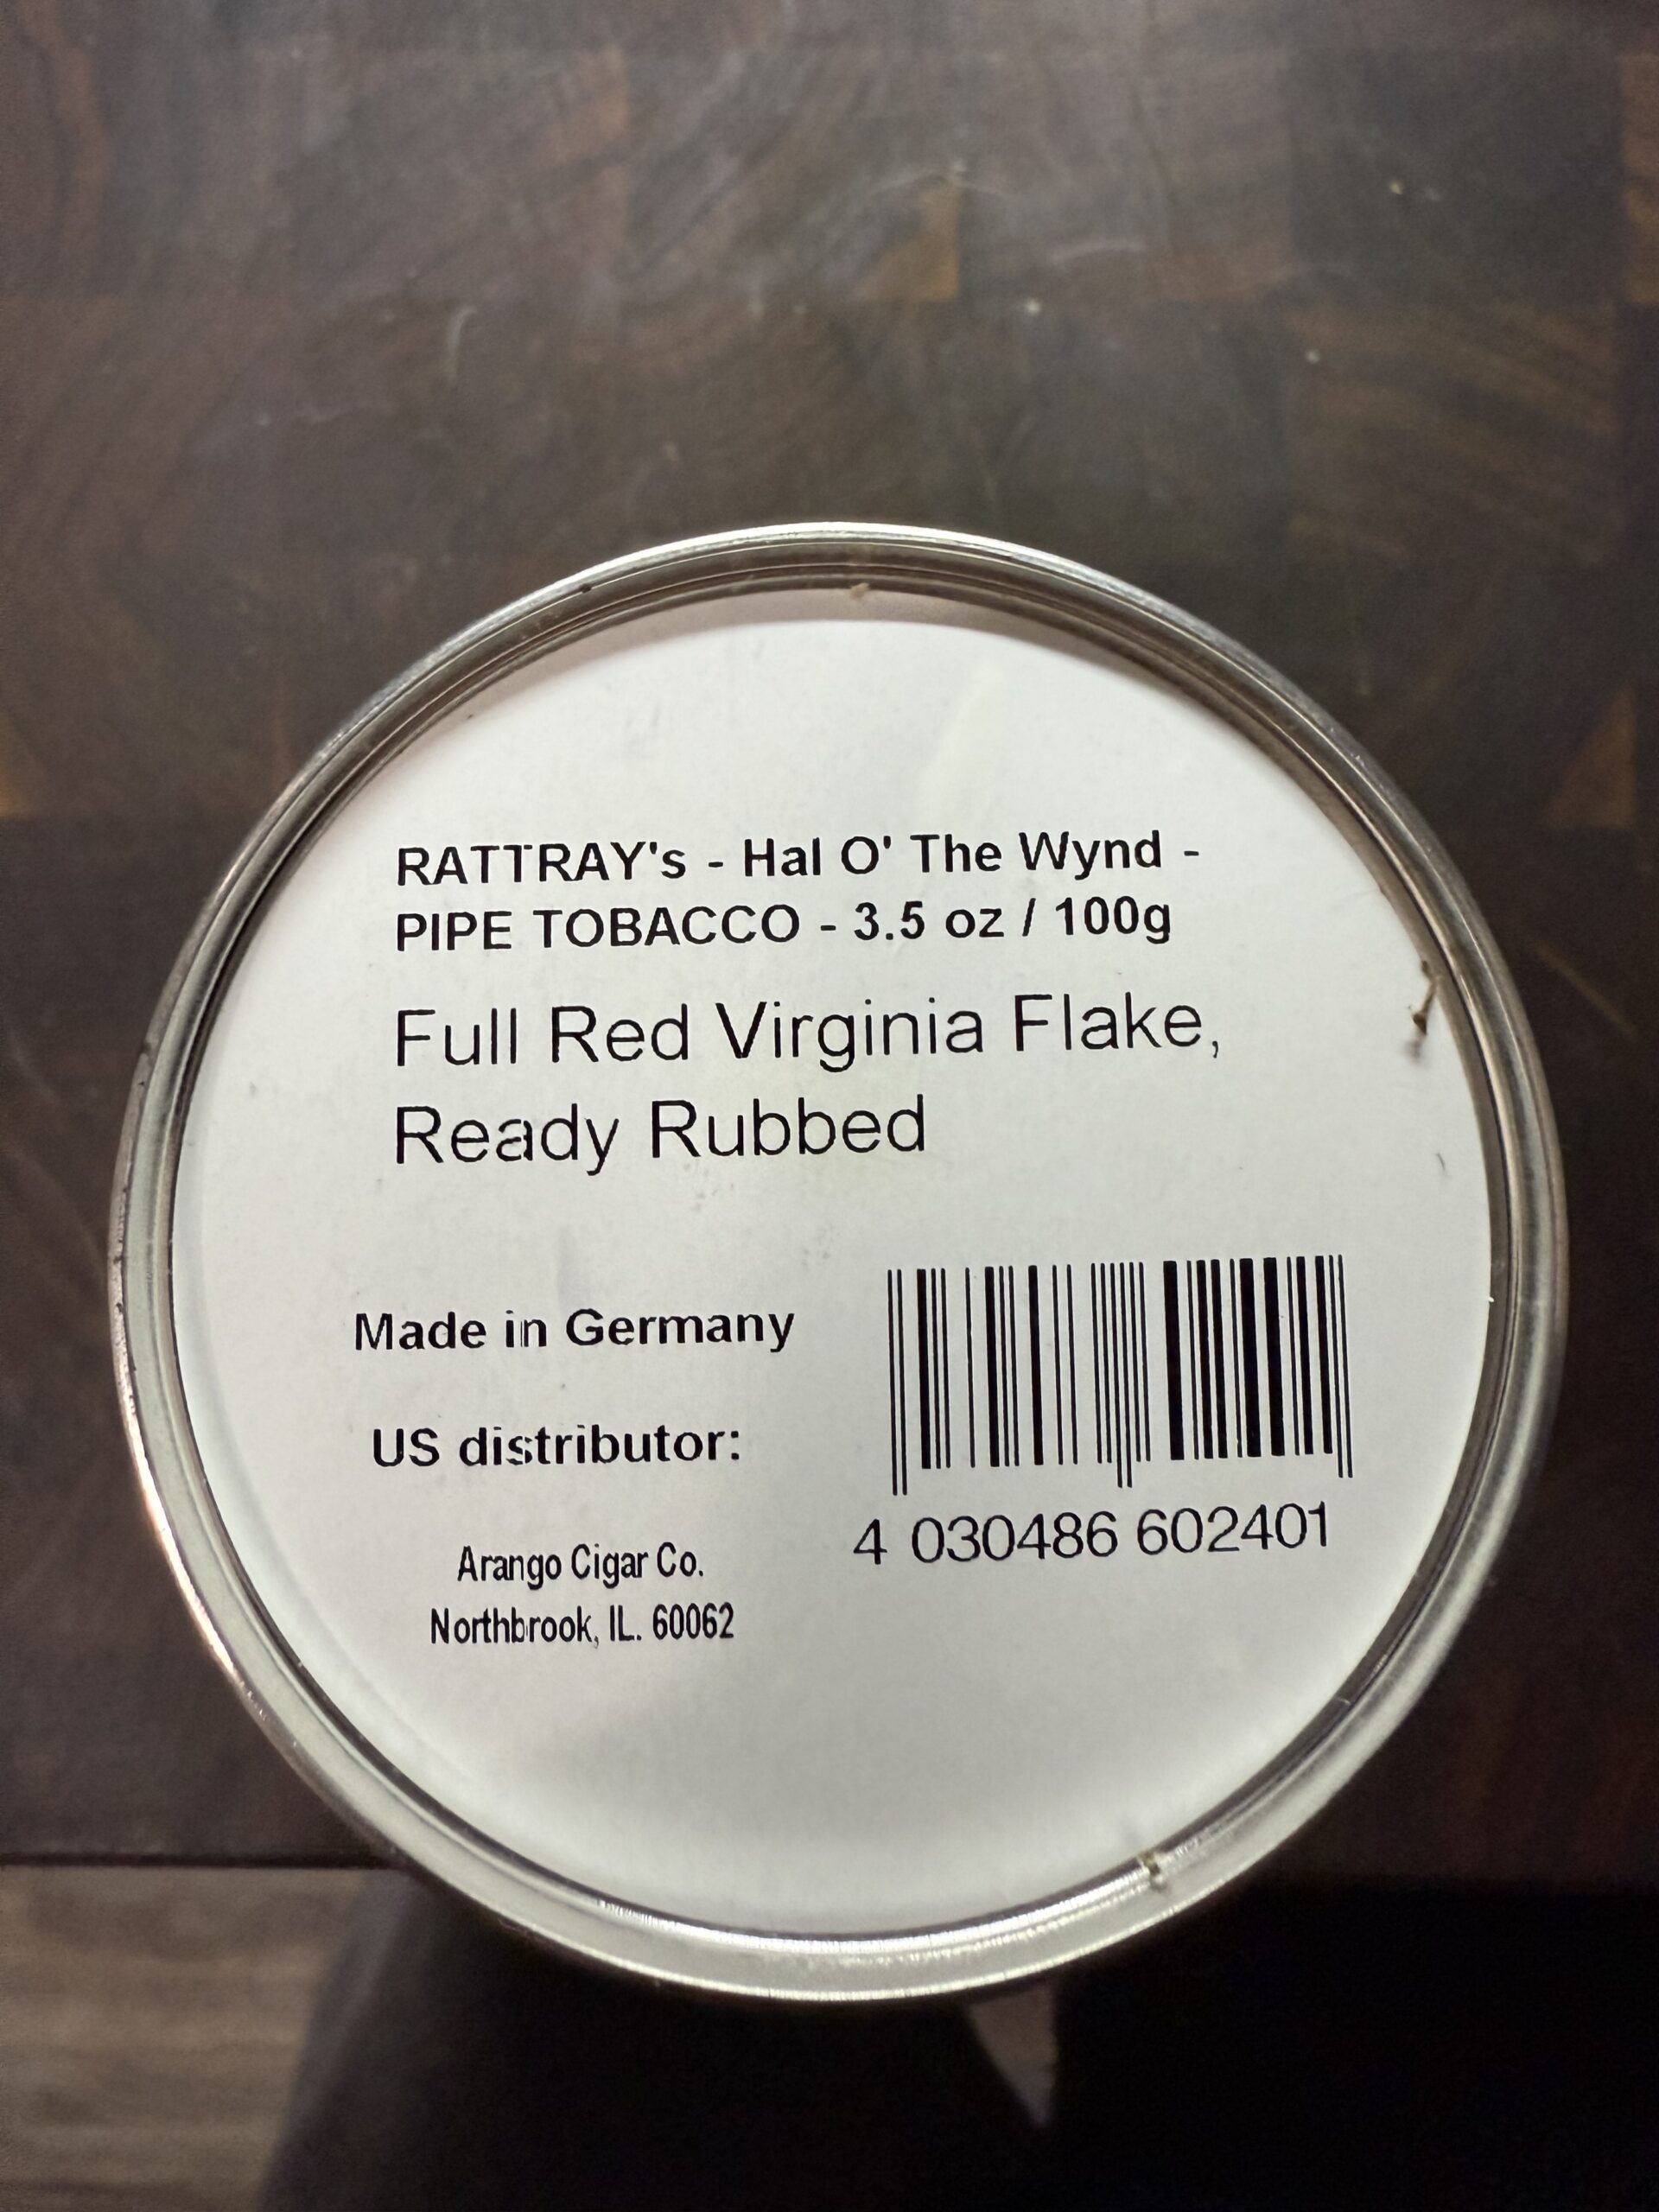 RATTRAY's - Hal O' The Wynd -
PIPE TOBACCO - 3.5 oz / 100g
Full Red Virginia Flake,
Ready Rubbed
Made in Germany
US distributor:
Arango Cigar Co.
Northbrook, IL. 60062
4 030486 602401